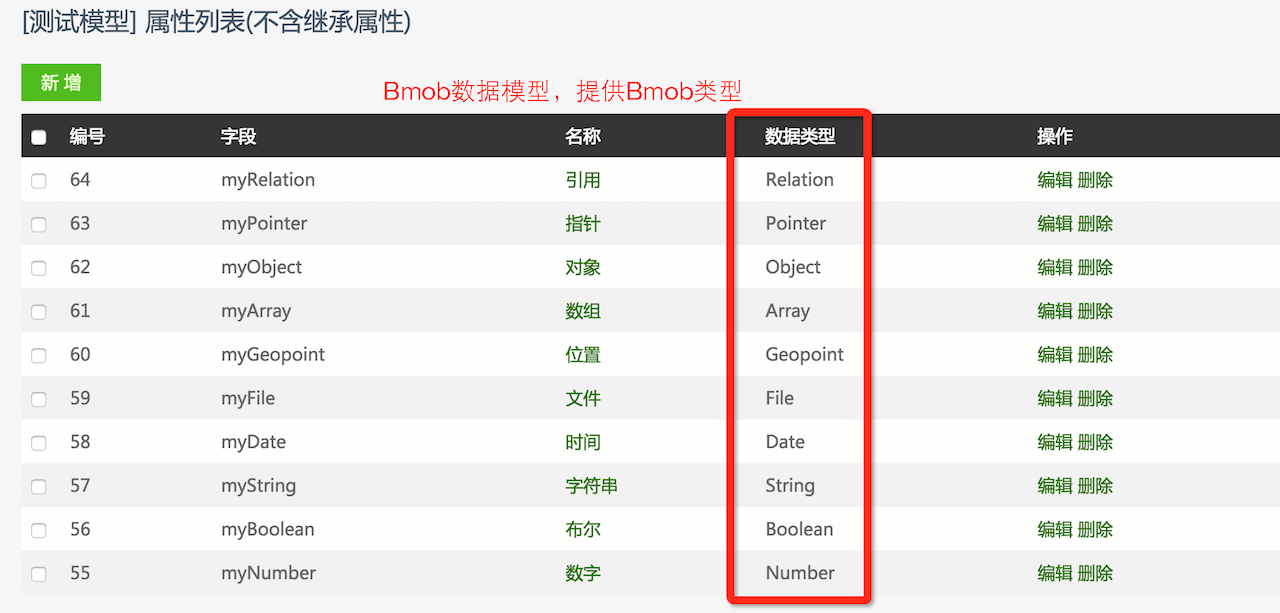 [测试模型] 属性列表(不含继承属性)
新 增
Bmob数据模型，提供Bmob类型
编号 字段 名称 数据类型 操作
64 myRelation 引用 Relation 编辑 删除
63 myPointer 指针 Pointer 编辑 删除
62 myObject 对象 Object 编辑 删除
61 myArray 数组 Array 编辑 删除
60 myGeopoint 位置 Geopoint 编辑 删除
59 myFile 文件 File 编辑 删除
58 myDate 时间 Date 编辑 删除
57 myString 字符串 String 编辑 删除
56 myBoolean 布尔 Boolean 编辑 删除
55 myNumber 数字 Number 编辑 删除